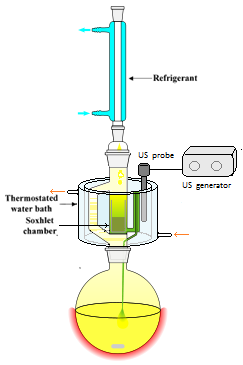 Refrigerant
US probe
US generator
Thermostated
water bath
Soxhlet
chamber